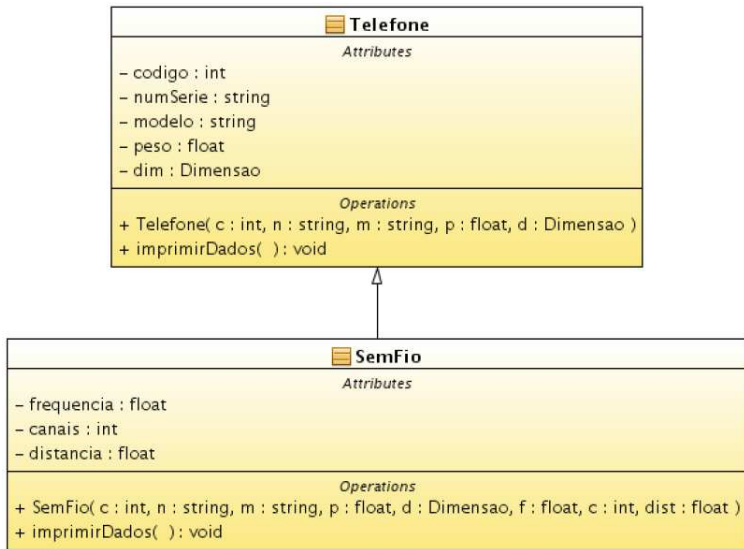 Telefone
Attributes
– codigo : int
– numSerie : string
– modelo : string
– peso : float
– dim : Dimensao
Operations
+ Telefone( c : int, n : string, m : string, p : float, d : Dimensao )
+ imprimirDados(  ) : void
SemFio
Attributes
– frequencia : float
– canais : int
– distancia : float
Operations
+ SemFio( c : int, n : string, m : string, p : float, d : Dimensao, f : float, c : int, dist : float )
+ imprimirDados(  ) : void